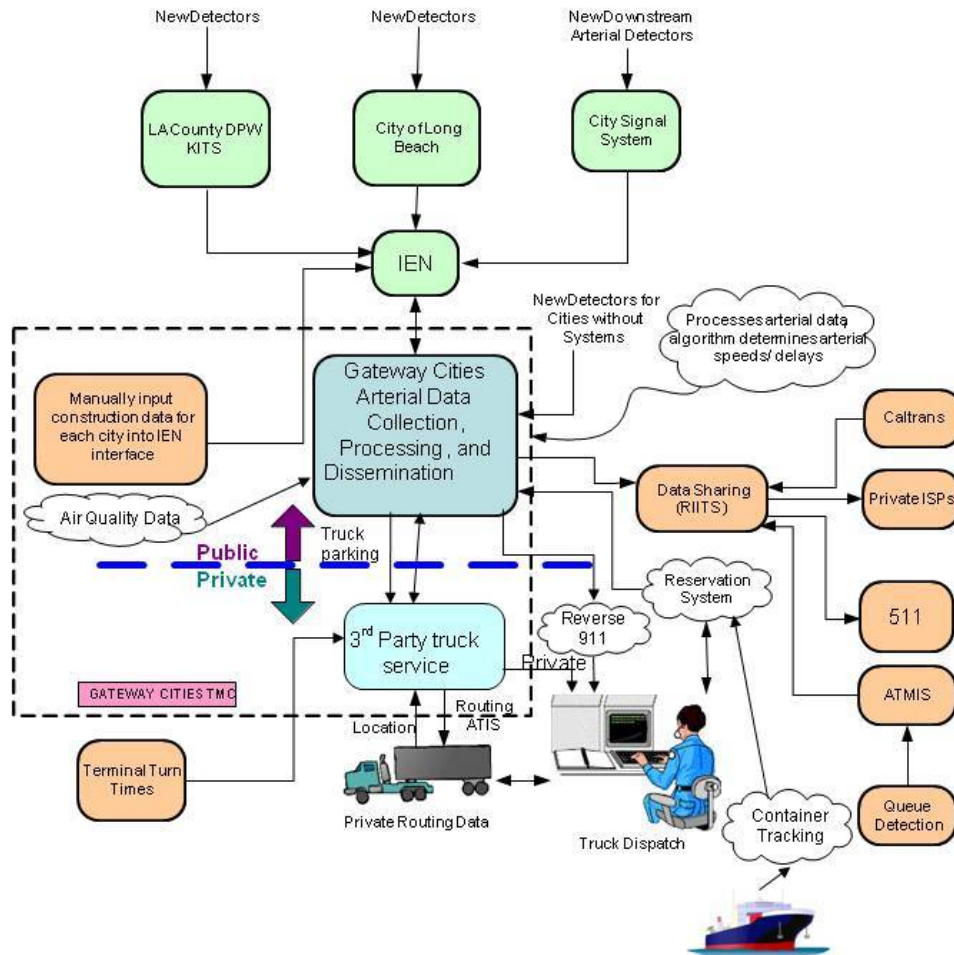 NewDetectors
NewDetectors
NewDownstream
Arterial Detectors
LA County DPW
KITS
City of Long
Beach
City Signal
System
IEN
NewDetectors for
Cities without
Systems
Processes arterial data,
algorithm determines arterial
speeds/ delays
Gateway Cities
Arterial Data
Collection,
Processing, and
Dissemination
Manually input
construction data for
each city into IEN
interface
Caltrans
Data Sharing
(RIITS)
Private ISPs
Air Quality Data
Truck
parking
Public
Private
Reservation
System
511
3rd Party truck
service
Reverse
911
Private
GATEWAY CITIES TMC
ATMIS
Location
Routing
ATIS
Terminal Turn
Times
Private Routing Data
Truck Dispatch
Container
Tracking
Queue
Detection